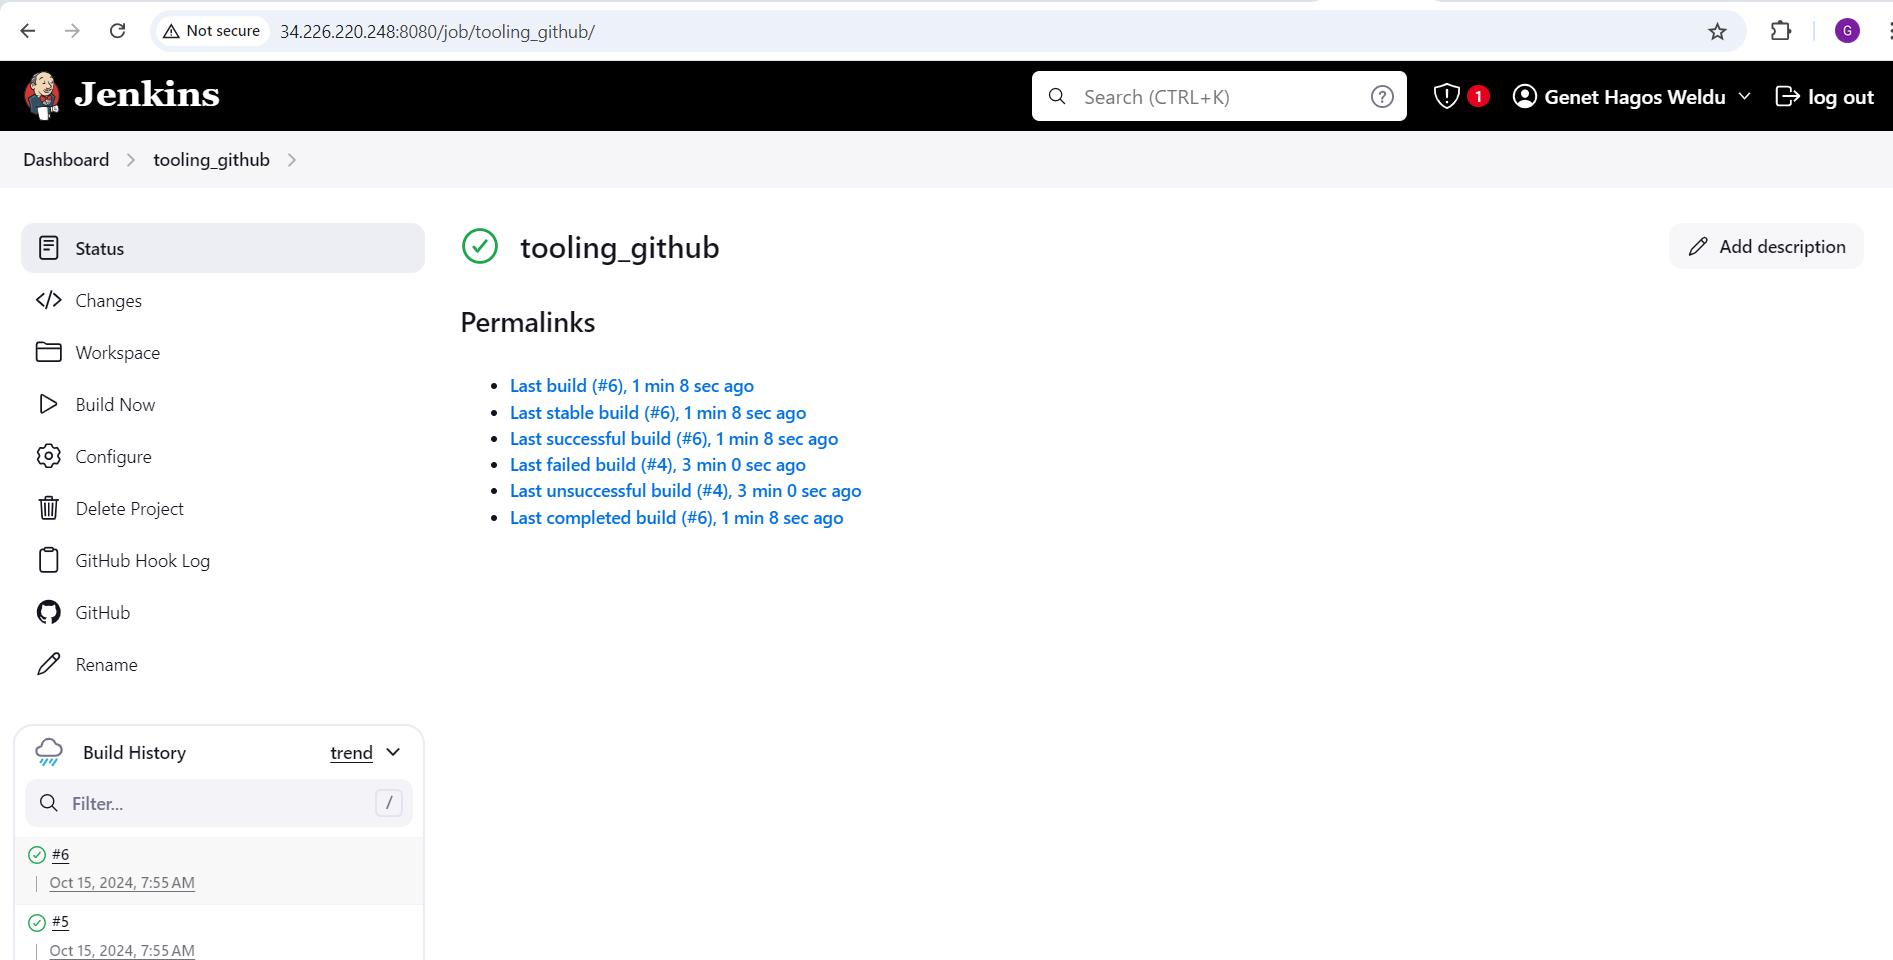 Not secure 34.226.220.248:8080/job/tooling_github/
G
Jenkins
Search (CTRL+K)
?
1
Genet Hagos Weldu
log out
Dashboard
tooling_github
Status
Changes
Workspace
Build Now
Configure
Delete Project
GitHub Hook Log
GitHub
Rename
tooling_github
Add description
Permalinks
Last build (#6), 1 min 8 sec ago
Last stable build (#6), 1 min 8 sec ago
Last successful build (#6), 1 min 8 sec ago
Last failed build (#4), 3 min 0 sec ago
Last unsuccessful build (#4), 3 min 0 sec ago
Last completed build (#6), 1 min 8 sec ago
Build History
trend
Filter...
/
#6
Oct 15, 2024, 7:55 AM
#5
Oct 15, 2024, 7:55 AM